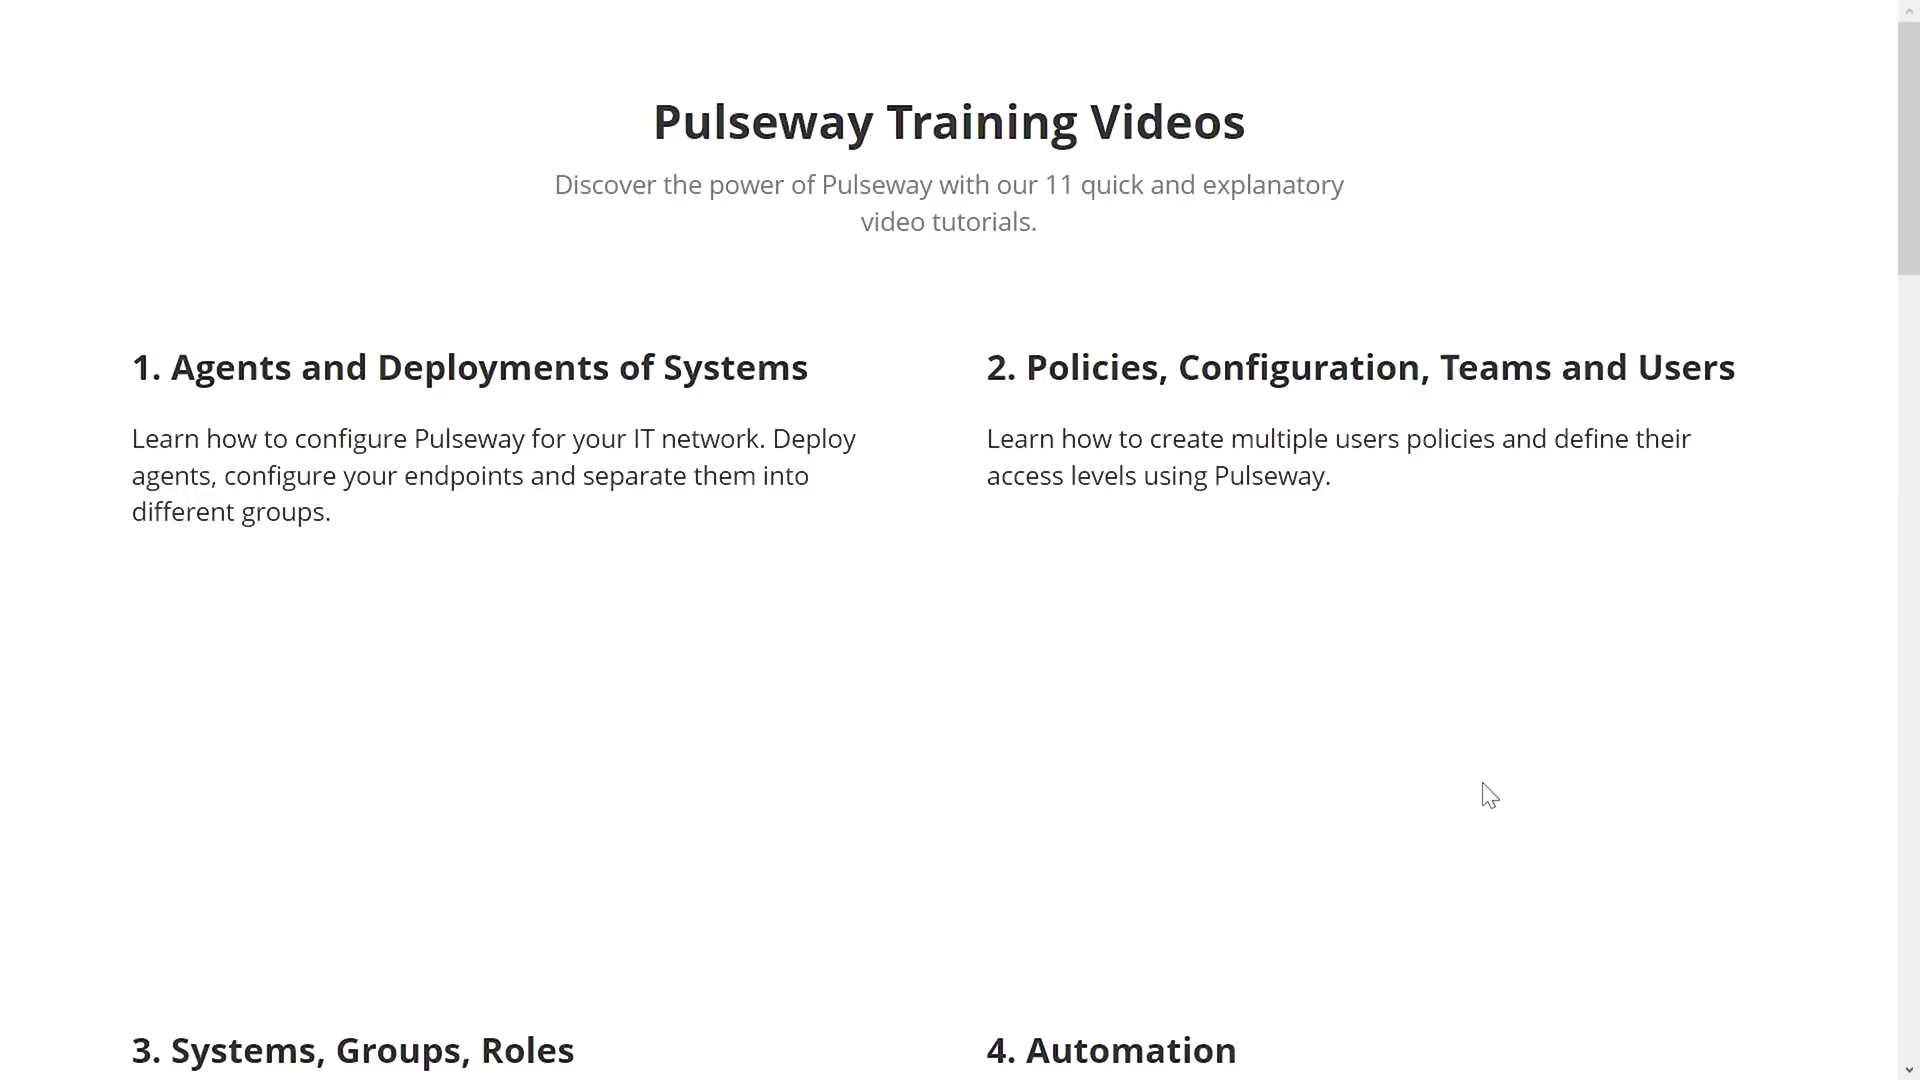 Pulseway Training Videos
Discover the power of Pulseway with our 11 quick and explanatory
video tutorials.
1. Agents and Deployments of Systems
Learn how to configure Pulseway for your IT network. Deploy
agents, configure your endpoints and separate them into
different groups.
2. Policies, Configuration, Teams and Users
Learn how to create multiple users policies and define their
access levels using Pulseway.
3. Systems, Groups, Roles
4. Automation